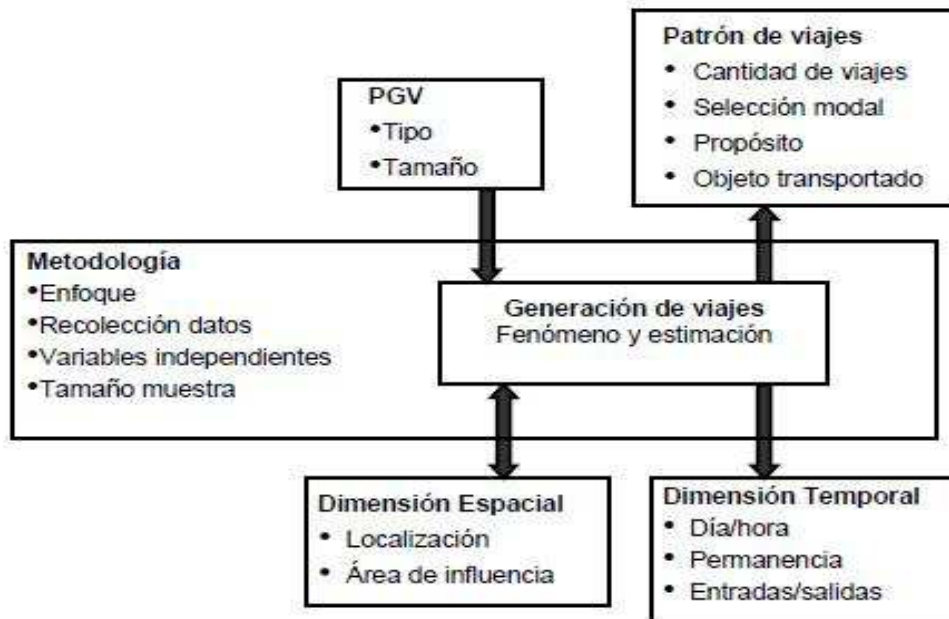 PGV
•Tipo
•Tamaño
Patrón de viajes
• Cantidad de viajes
• Selección modal
• Propósito
• Objeto transportado
Metodología
•Enfoque
•Recolección datos
•Variables independientes
•Tamaño muestra
Generación de viajes
Fenómeno y estimación
Dimensión Espacial
• Localización
• Área de influencia
Dimensión Temporal
• Día/hora
• Permanencia
• Entradas/salidas